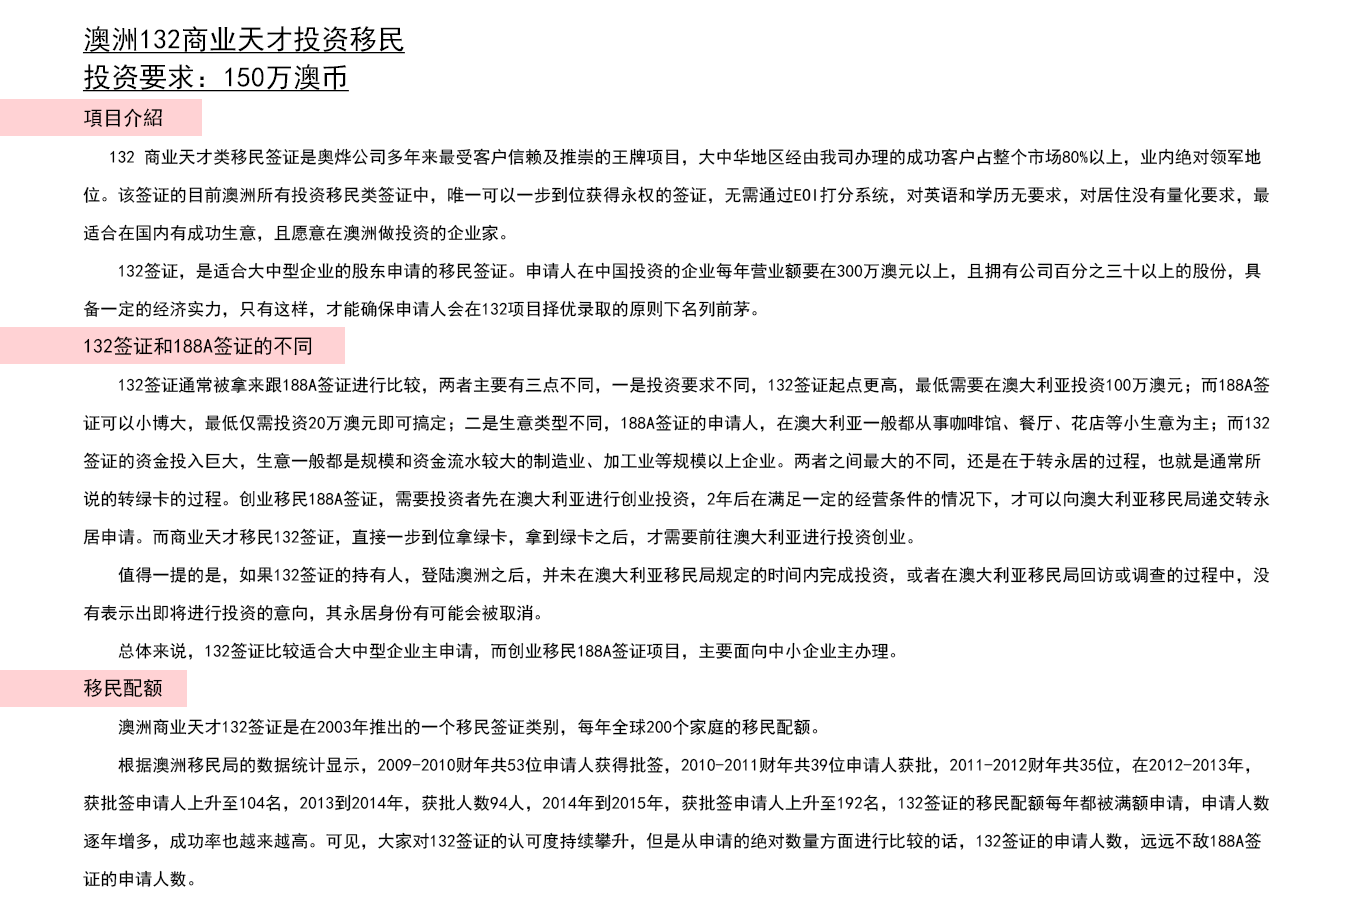 澳洲132商业天才投资移民
投资要求：150万澳币
項目介紹
132 商业天才类移民签证是奥烨公司多年来最受客户信赖及推崇的王牌项目，大中华地区经由我司办理的成功客户占整个市场80%以上，业内绝对领军地
位。该签证的目前澳洲所有投资移民类签证中，唯一可以一步到位获得永权的签证，无需通过EOI打分系统，对英语和学历无要求，对居住没有量化要求，最
适合在国内有成功生意，且愿意在澳洲做投资的企业家。
132签证，是适合大中型企业的股东申请的移民签证。申请人在中国投资的企业每年营业额要在300万澳元以上，且拥有公司百分之三十以上的股份，具
备一定的经济实力，只有这样，才能确保申请人会在132项目择优录取的原则下名列前茅。
132签证和188A签证的不同
132签证通常被拿来跟188A签证进行比较，两者主要有三点不同，一是投资要求不同，132签证起点更高，最低需要在澳大利亚投资100万澳元；而188A签
证可以小博大，最低仅需投资20万澳元即可搞定；二是生意类型不同，188A签证的申请人，在澳大利亚一般都从事咖啡馆、餐厅、花店等小生意为主；而132
签证的资金投入巨大，生意一般都是规模和资金流水较大的制造业、加工业等规模以上企业。两者之间最大的不同，还是在于转永居的过程，也就是通常所
说的转绿卡的过程。创业移民188A签证，需要投资者先在澳大利亚进行创业投资，2年后在满足一定的经营条件的情况下，才可以向澳大利亚移民局递交转永
居申请。而商业天才移民132签证，直接一步到位拿绿卡，拿到绿卡之后，才需要前往澳大利亚进行投资创业。
值得一提的是，如果132签证的持有人，登陆澳洲之后，并未在澳大利亚移民局规定的时间内完成投资，或者在澳大利亚移民局回访或调查的过程中，没
有表示出即将进行投资的意向，其永居身份有可能会被取消。
总体来说，132签证比较适合大中型企业主申请，而创业移民188A签证项目，主要面向中小企业主办理。
移民配额
澳洲商业天才132签证是在2003年推出的一个移民签证类别，每年全球200个家庭的移民配额。
根据澳洲移民局的数据统计显示，2009-2010财年共53位申请人获得批签，2010-2011财年共39位申请人获批，2011-2012财年共35位，在2012-2013年，
获批签申请人上升至104名，2013到2014年，获批人数94人，2014年到2015年，获批签申请人上升至192名，132签证的移民配额每年都被满额申请，申请人数
逐年增多，成功率也越来越高。可见，大家对132签证的认可度持续攀升，但是从申请的绝对数量方面进行比较的话，132签证的申请人数，远远不敌188A签
证的申请人数。